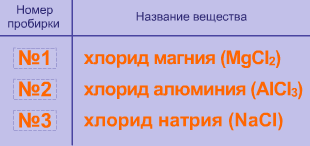 Номер пробирки Название вещества
№1 хлорид магния (MgCl₂)
№2 хлорид алюминия (AlCl₃)
№3 хлорид натрия (NaCl)